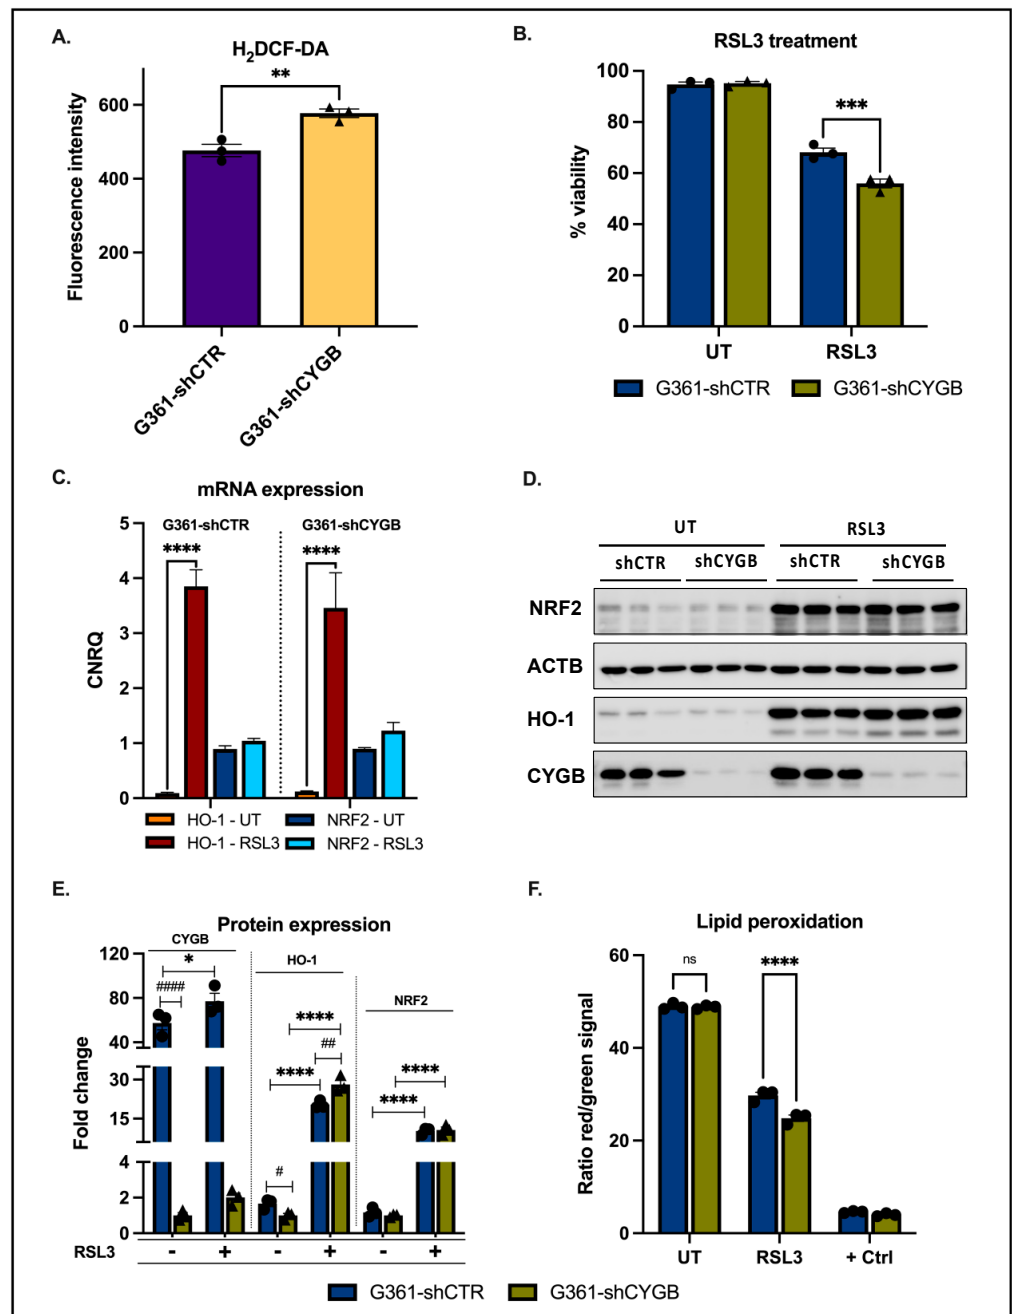 A.
H2DCF-DA
**
Fluorescence intensity
600
400
200
0
G361-shCTR
G361-shCYGB
B.
RSL3 treatment
***
% viability
100
80
60
40
20
0
UT
RSL3
G361-shCTR
G361-shCYGB
C.
mRNA expression
G361-shCTR
G361-shCYGB
****
****
CNRQ
5
4
3
2
1
0
HO-1 - UT
NRF2 - UT
HO-1 - RSL3
NRF2 - RSL3
D.
UT
RSL3
shCTR
shCYGB
shCTR
shCYGB
NRF2
ACTB
HO-1
CYGB
E.
Protein expression
CYGB
HO-1
NRF2
*
####
****
##
****
#
****
****
Fold change
120
80
40
30
15
4
2
0
RSL3
- + - + - +
F.
Lipid peroxidation
ns
****
Ratio red/green signal
60
40
20
0
UT
RSL3
+ Ctrl
G361-shCTR
G361-shCYGB